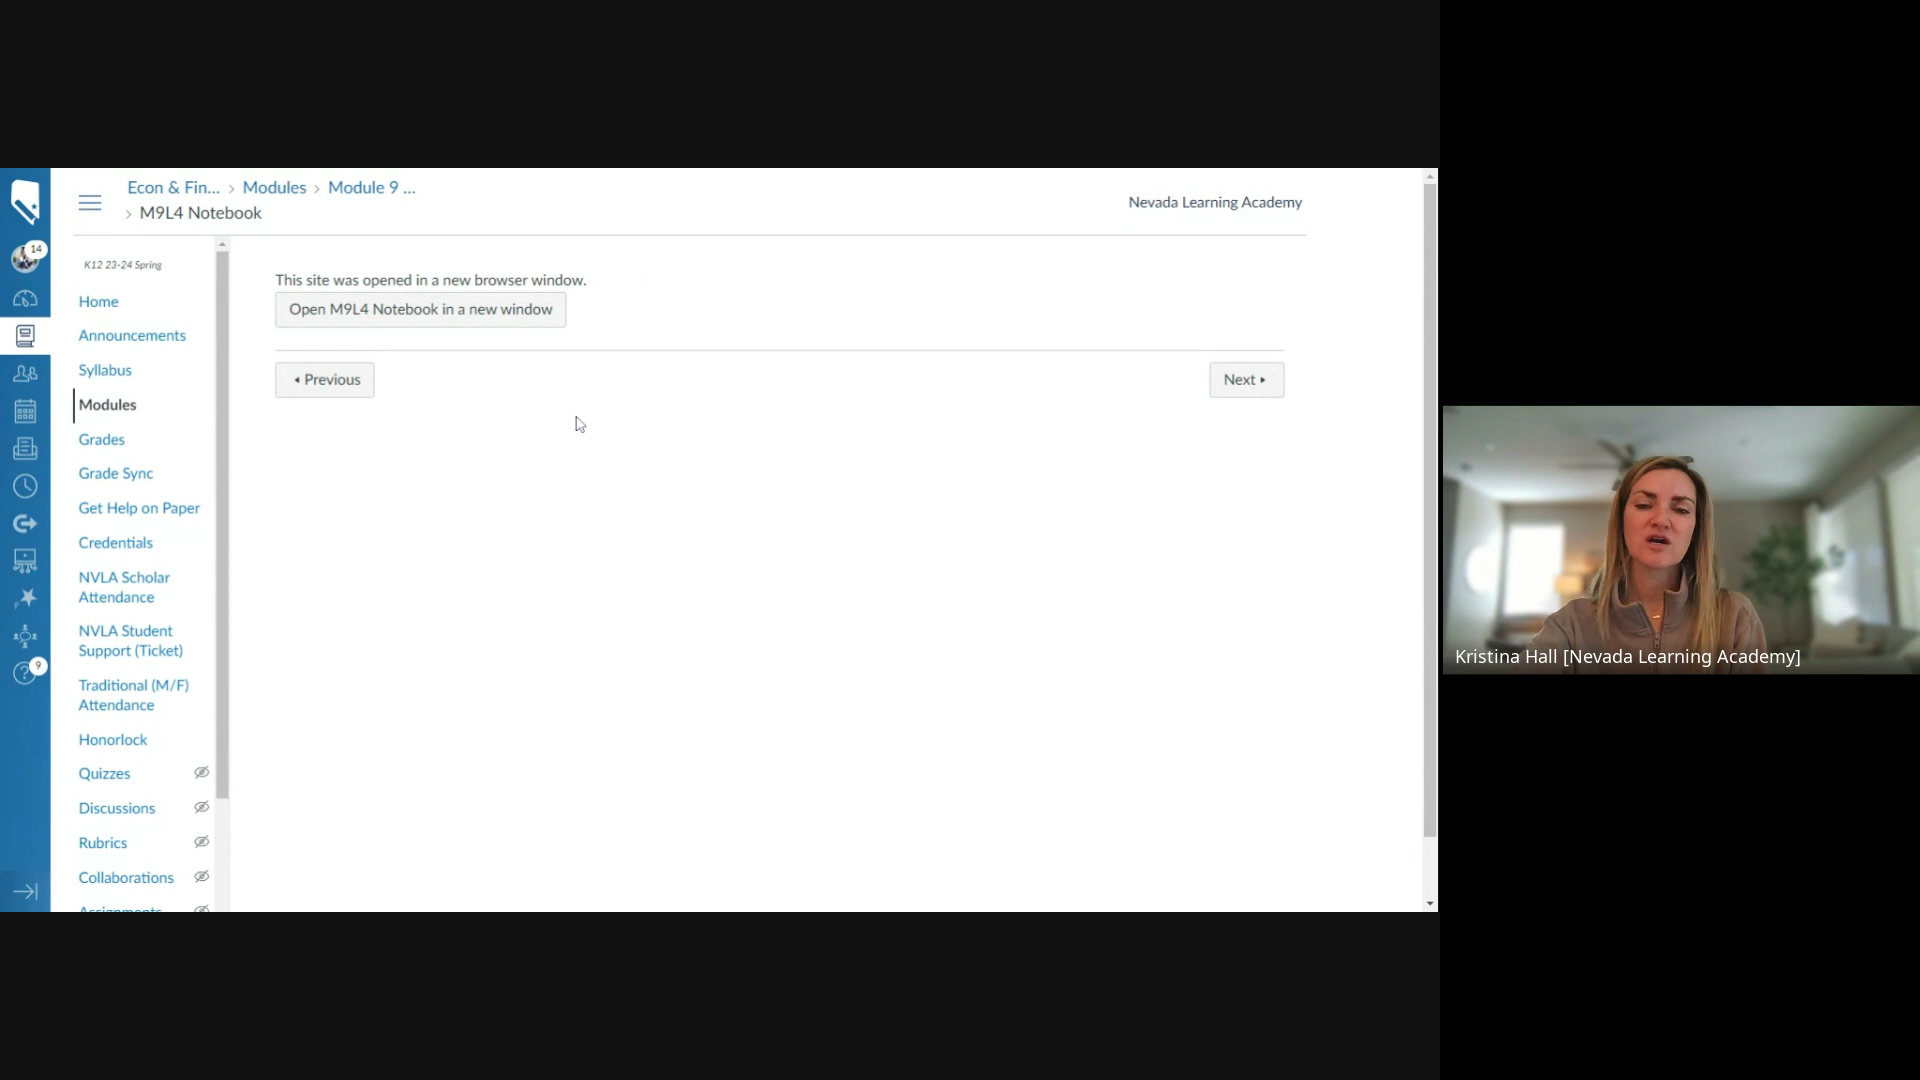 Econ & Fin... > Modules > Module 9 ...
> M9L4 Notebook
Nevada Learning Academy
14
K12 23-24 Spring
Home
Announcements
Syllabus
Modules
Grades
Grade Sync
Get Help on Paper
Credentials
NVLA Scholar
Attendance
NVLA Student
Support (Ticket)
9
Traditional (M/F)
Attendance
Honorlock
Quizzes
Discussions
Rubrics
Collaborations
Assignments
This site was opened in a new browser window.
Open M9L4 Notebook in a new window
Previous
Next
Kristina Hall [Nevada Learning Academy]